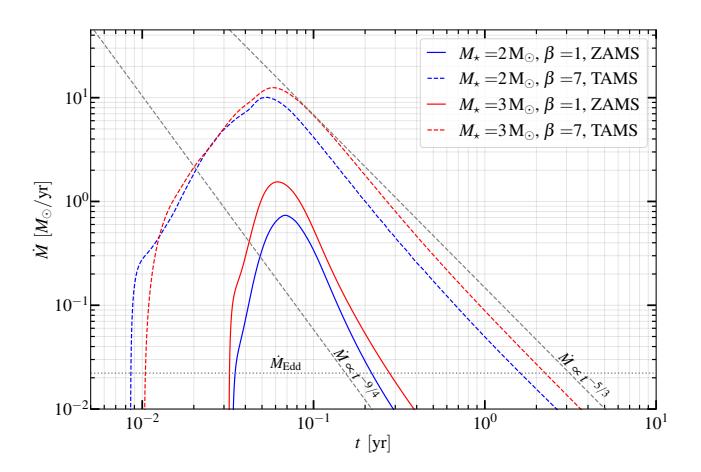 M⋆ =2M☉, β =1, ZAMS
M⋆ =2M☉, β =7, TAMS
M⋆ =3M☉, β =1, ZAMS
M⋆ =3M☉, β =7, TAMS
10¹
10⁰
10⁻¹
10⁻²
Ṁ [M☉/yr]
Ṁ_Edd
Ṁ ∝ t^−9/4
Ṁ ∝ t^−5/3
10⁻² 10⁻¹ 10⁰ 10¹
t [yr]